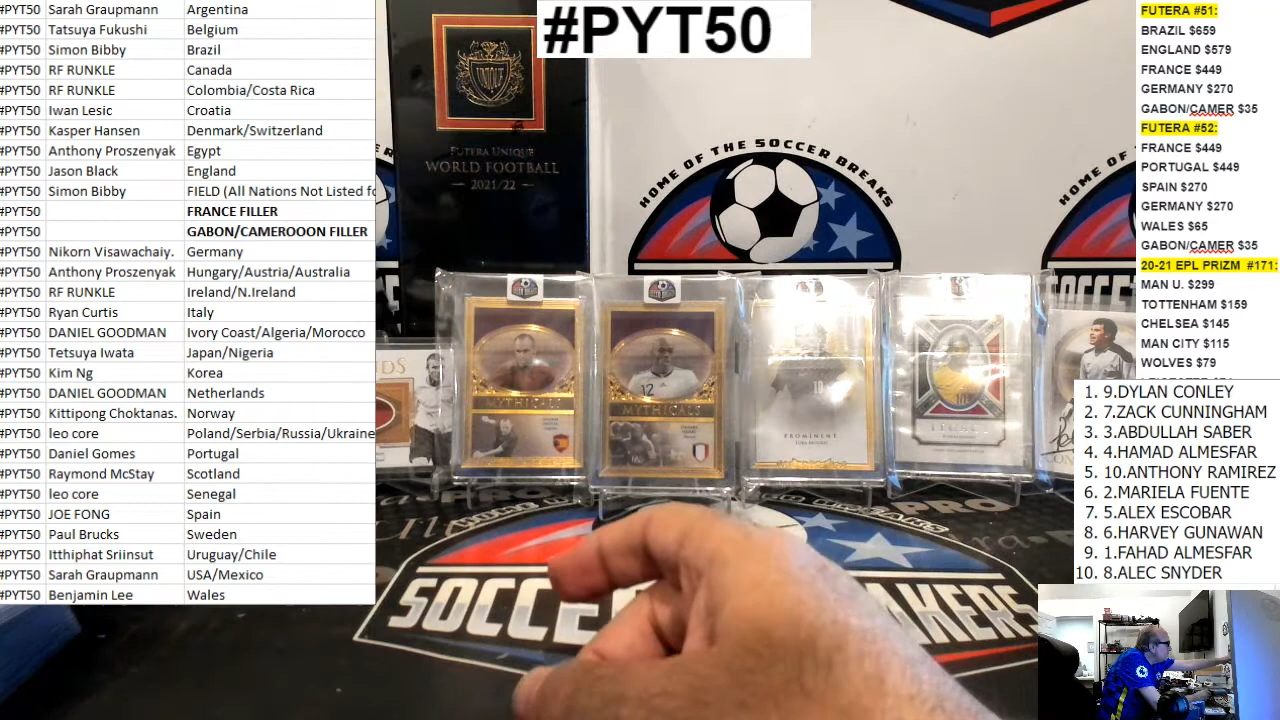 #PYT50
#PYT50 Sarah Graupmann Argentina
#PYT50 Tatsuya Fukushi Belgium
#PYT50 Simon Bibby Brazil
#PYT50 RF RUNKLE Canada
#PYT50 RF RUNKLE Colombia/Costa Rica
#PYT50 Iwan Lesic Croatia
#PYT50 Kasper Hansen Denmark/Switzerland
#PYT50 Anthony Proszenyak Egypt
#PYT50 Jason Black England
#PYT50 Simon Bibby FIELD (All Nations Not Listed fo
#PYT50 FRANCE FILLER
#PYT50 GABON/CAMEROOON FILLER
#PYT50 Nikorn Visawachaiy. Germany
#PYT50 Anthony Proszenyak Hungary/Austria/Australia
#PYT50 RF RUNKLE Ireland/N.Ireland
#PYT50 Ryan Curtis Italy
#PYT50 DANIEL GOODMAN Ivory Coast/Algeria/Morocco
#PYT50 Tetsuya Iwata Japan/Nigeria
#PYT50 Kim Ng Korea
#PYT50 DANIEL GOODMAN Netherlands
#PYT50 Kittipong Choktanas. Norway
#PYT50 leo core Poland/Serbia/Russia/Ukraine
#PYT50 Daniel Gomes Portugal
#PYT50 Raymond McStay Scotland
#PYT50 leo core Senegal
#PYT50 JOE FONG Spain
#PYT50 Paul Brucks Sweden
#PYT50 Itthiphat Sriinsut Uruguay/Chile
#PYT50 Sarah Graupmann USA/Mexico
#PYT50 Benjamin Lee Wales
UNIQUE
FUTERA UNIQUE
WORLD FOOTBALL
2021/22
HOME OF THE SOCCER BREAKS
MYTHICALS
MYTHICALS
12
10
PROMINENT
LUKA MODRIC
SOCCE
EAKERS
FUTERA #51:
BRAZIL $659
ENGLAND $579
FRANCE $449
GERMANY $270
GABON/CAMER $35
FUTERA #52:
FRANCE $449
PORTUGAL $449
SPAIN $270
GERMANY $270
WALES $65
GABON/CAMER $35
20-21 EPL PRIZM #171:
MAN U. $299
TOTTENHAM $159
CHELSEA $145
MAN CITY $115
WOLVES $79
1. 9.DYLAN CONLEY
2. 7.ZACK CUNNINGHAM
3. 3.ABDULLAH SABER
4. 4.HAMAD ALMESFAR
5. 10.ANTHONY RAMIREZ
6. 2.MARIELA FUENTE
7. 5.ALEX ESCOBAR
8. 6.HARVEY GUNAWAN
9. 1.FAHAD ALMESFAR
10. 8.ALEC SNYDER